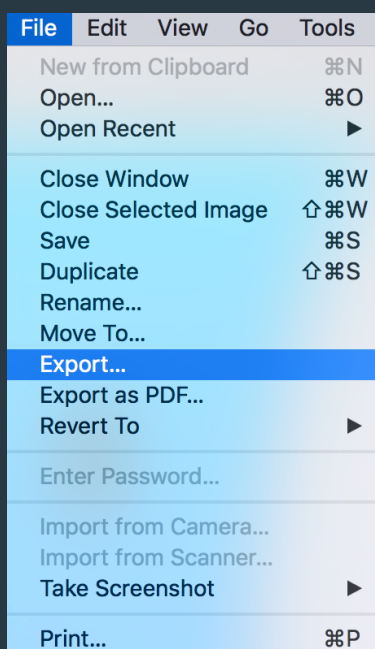 File Edit View Go Tools
New from Clipboard ⌘N
Open... ⌘O
Open Recent ▶
Close Window ⌘W
Close Selected Image ⇧⌘W
Save ⌘S
Duplicate ⇧⌘S
Rename...
Move To...
Export...
Export as PDF...
Revert To ▶
Enter Password...
Import from Camera...
Import from Scanner...
Take Screenshot ▶
Print... ⌘P